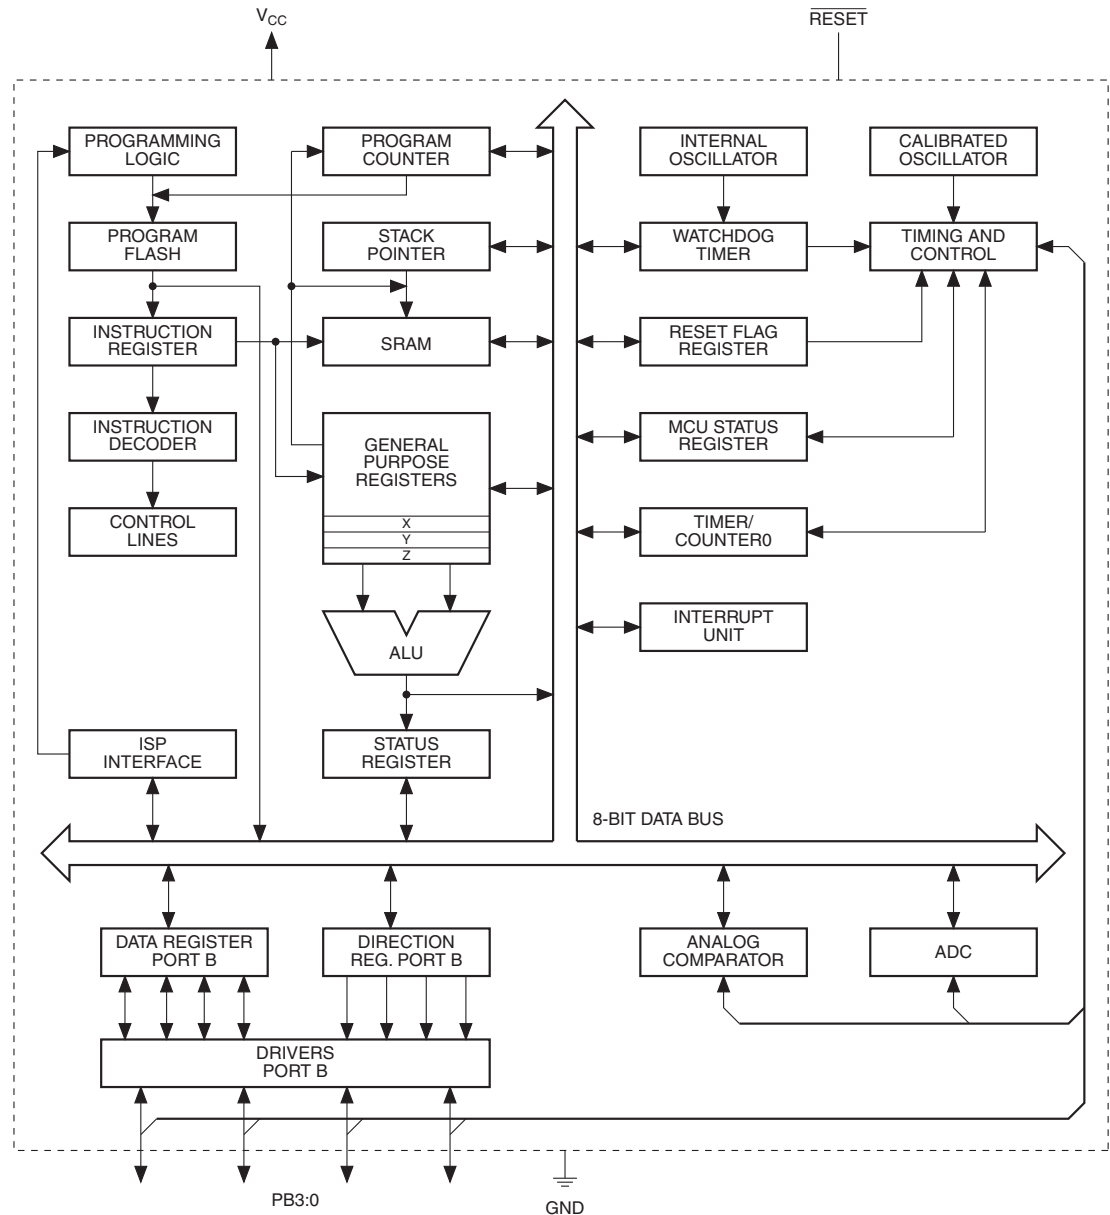 VCC
RESET
PROGRAMMING
LOGIC
PROGRAM
COUNTER
INTERNAL
OSCILLATOR
CALIBRATED
OSCILLATOR
PROGRAM
FLASH
STACK
POINTER
WATCHDOG
TIMER
TIMING AND
CONTROL
INSTRUCTION
REGISTER
SRAM
RESET FLAG
REGISTER
INSTRUCTION
DECODER
GENERAL
PURPOSE
REGISTERS
X
Y
Z
MCU STATUS
REGISTER
CONTROL
LINES
TIMER/
COUNTER0
ALU
INTERRUPT
UNIT
ISP
INTERFACE
STATUS
REGISTER
8-BIT DATA BUS
DATA REGISTER
PORT B
DIRECTION
REG. PORT B
ANALOG
COMPARATOR
ADC
DRIVERS
PORT B
PB3:0
GND